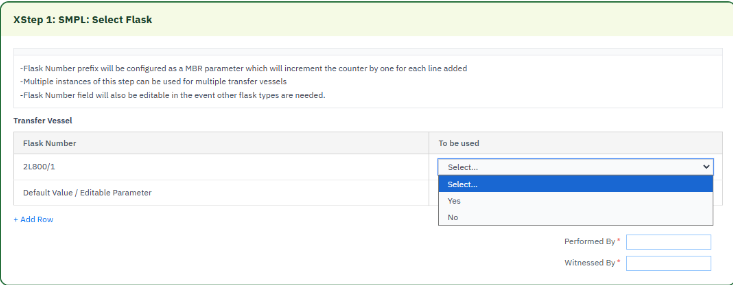 XStep 1: SMPL: Select Flask
-Flask Number prefix will be configured as a MBR parameter which will increment the counter by one for each line added
-Multiple instances of this step can be used for multiple transfer vessels
-Flask Number field will also be editable in the event other flask types are needed.
Transfer Vessel
Flask Number To be used
2L800/1 Select...
Select...
Default Value / Editable Parameter
Yes
No
+ Add Row
Performed By *
Witnessed By *